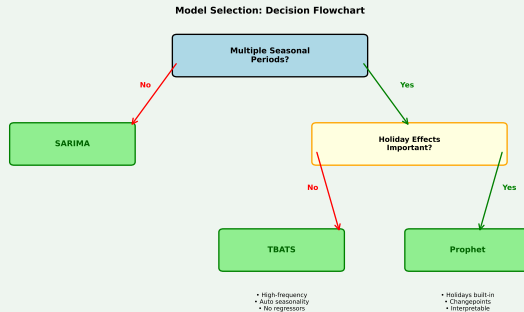 Model Selection: Decision Flowchart
Multiple Seasonal
Periods?
No
Yes
SARIMA
Holiday Effects
Important?
No
Yes
TBATS
Prophet
• High-frequency
• Auto seasonality
• No regressors
• Holidays built-in
• Changepoints
• Interpretable